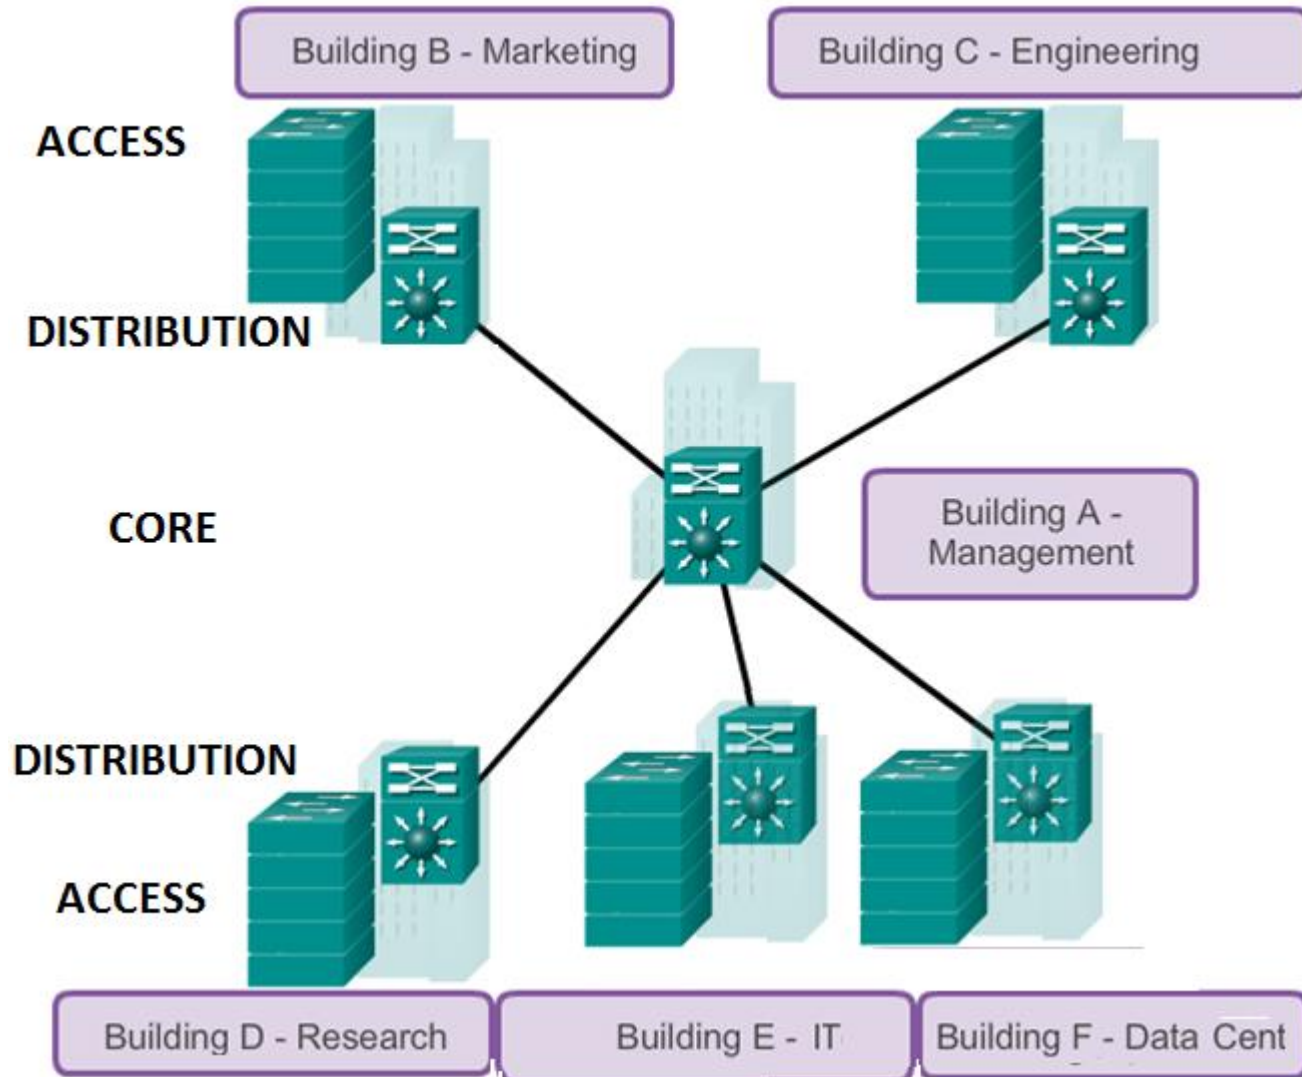 Building B - Marketing
Building C - Engineering
ACCESS
DISTRIBUTION
CORE
Building A -
Management
DISTRIBUTION
ACCESS
Building D - Research
Building E - IT
Building F - Data Cent